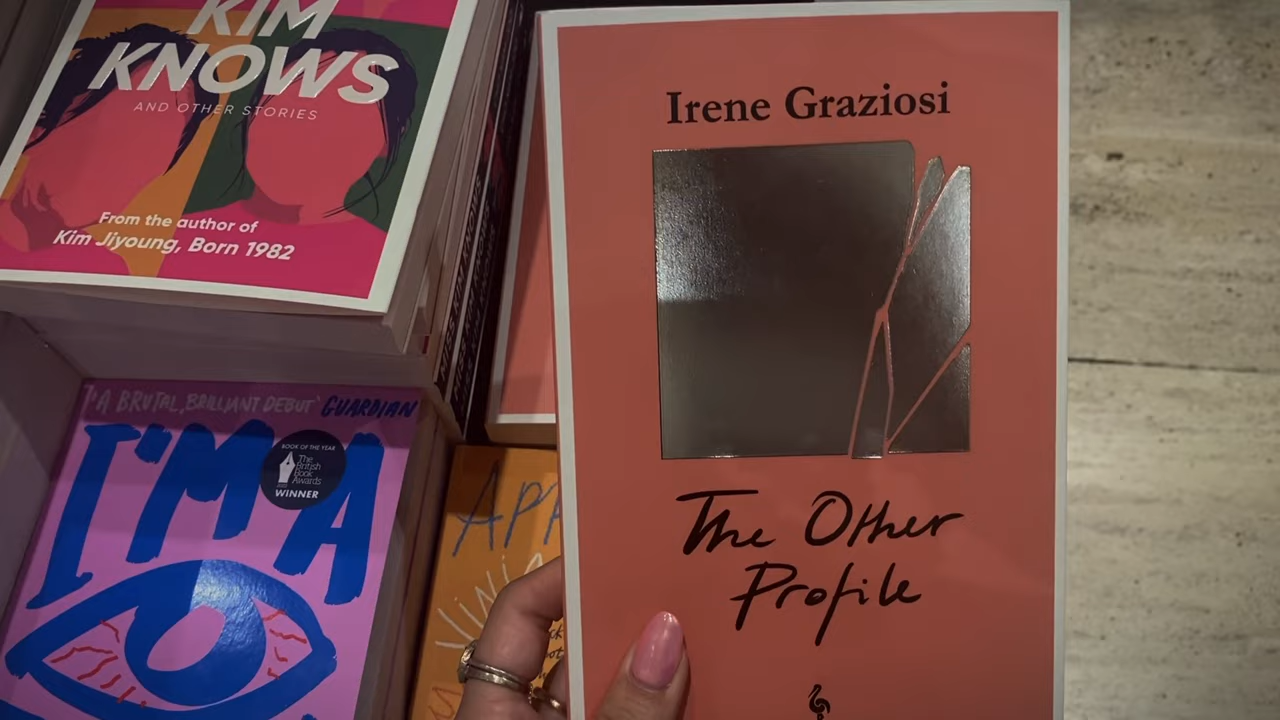 KIM
KNOWS
AND OTHER STORIES
From the author of
Kim Jiyoung, Born 1982
Irene Graziosi
The Other
Profile
'A BRUTAL, BRILLIANT DEBUT' GUARDIAN
I'M A
BOOK OF THE YEAR
The
British
Book
Awards
WINNER